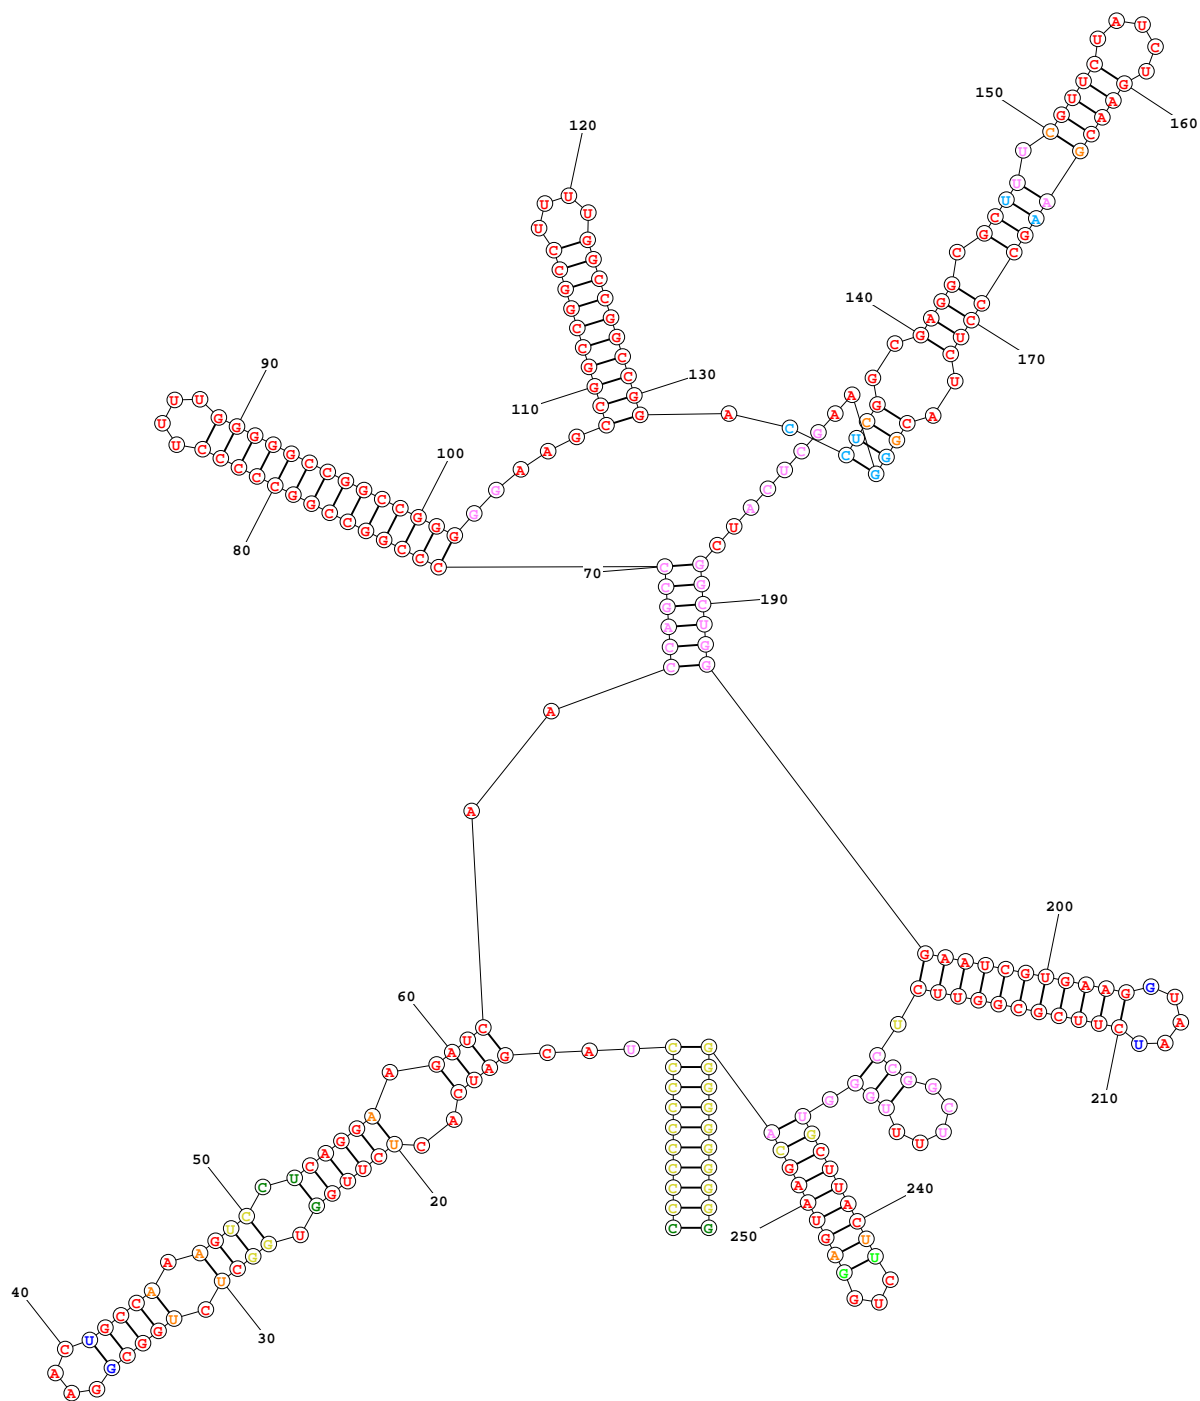 C C C C C C C C C C
U A C G A U C A C U
20
C U U G G U G G C U
30
C U G G C G G A A C
40
U G C C A A A G U C
50
C U C A G G A A G A
60
U C A A C C A G C C
70
C C C G G C C G G C
80
C C C C U U U U G G
90
G G G C C G G C C G
100
G G G G A A G C C G
110
G C C G G C C U U U
120
U G G C C G G C C G
130
G A C C U C G G C G
140
A G G C G C U U U C
150
G U U C U A U C U G
160
A A C G A A G C C C
170
U C U A C G G G A A
G C U C A U C G G C
190
U G G G A A U C G U
200
G A A G G U A A U C
210
U U C G C G G U U C
U C C G G C U U U U
G G G U G C U U A C
240
U U C U G G A G U A
250
A G C A G G G G G G G G G G